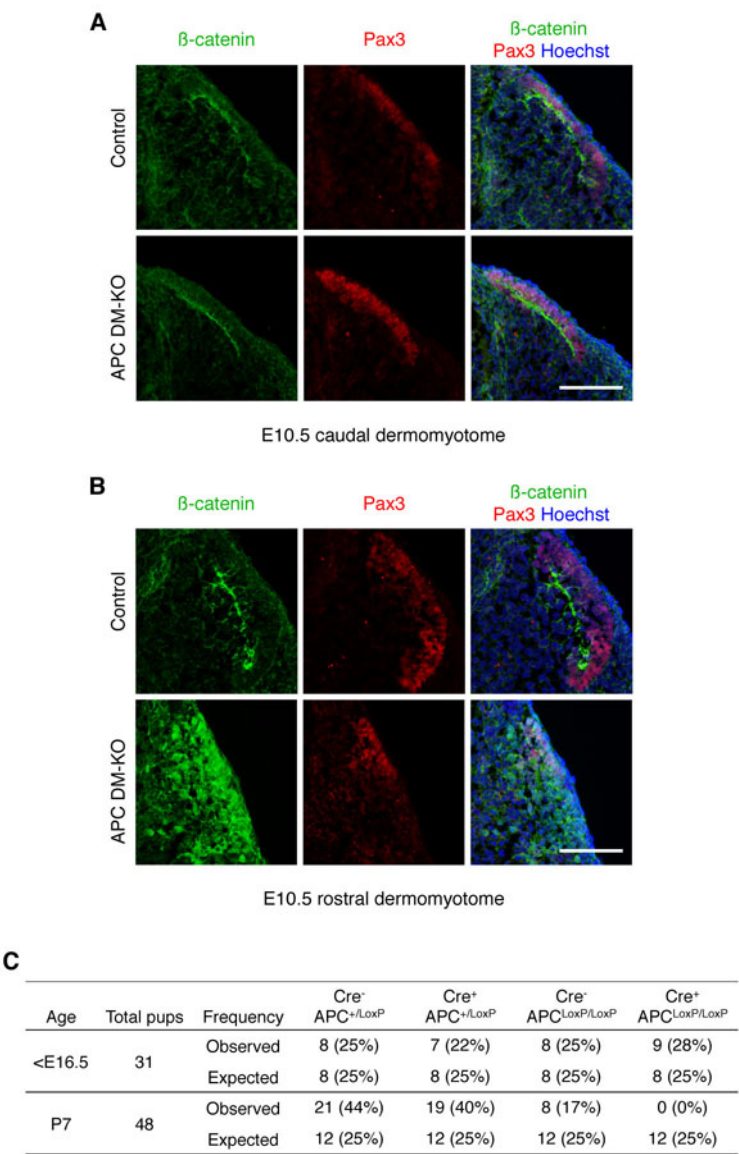 A
ß-catenin Pax3 ß-catenin
Pax3 Hoechst
Control
APC DM-KO
E10.5 caudal dermomyotome
B
ß-catenin Pax3 ß-catenin
Pax3 Hoechst
Control
APC DM-KO
E10.5 rostral dermomyotome
C
Age Total pups Frequency Cre- APC+/LoxP Cre+ APC+/LoxP Cre- APCLoxP/LoxP Cre+ APCLoxP/LoxP
<E16.5 31 Observed 8 (25%) 7 (22%) 8 (25%) 9 (28%)
Expected 8 (25%) 8 (25%) 8 (25%) 8 (25%)
P7 48 Observed 21 (44%) 19 (40%) 8 (17%) 0 (0%)
Expected 12 (25%) 12 (25%) 12 (25%) 12 (25%)